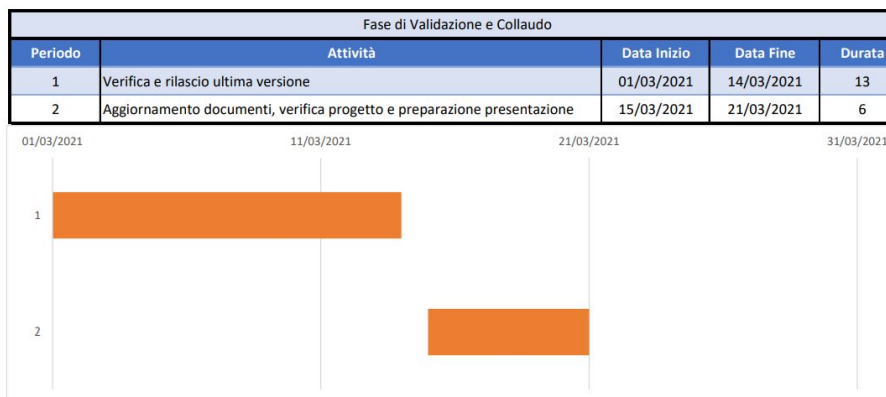 Fase di Validazione e Collaudo
Periodo Attività Data Inizio Data Fine Durata
1 Verifica e rilascio ultima versione 01/03/2021 14/03/2021 13
2 Aggiornamento documenti, verifica progetto e preparazione presentazione 15/03/2021 21/03/2021 6
01/03/2021 11/03/2021 21/03/2021 31/03/2021
1
2